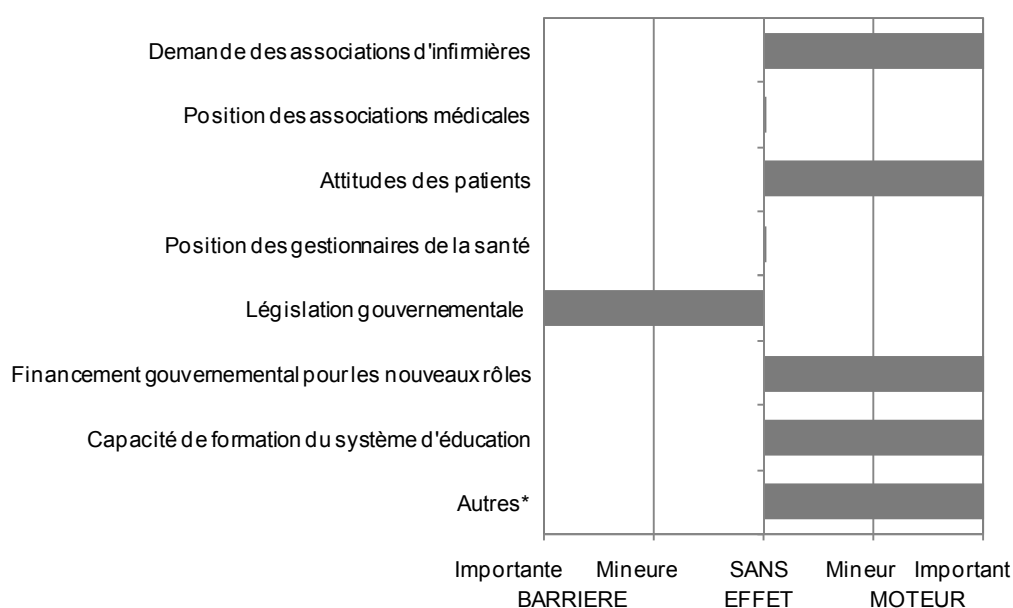 Demande des associations d'infirmières
Position des associations médicales
Attitudes des patients
Position des gestionnaires de la santé
Législation gouvernementale
Financement gouvernemental pour les nouveaux rôles
Capacité de formation du système d'éducation
Autres*
Importante Mineure SANS Mineur Important
BARRIERE EFFET MOTEUR